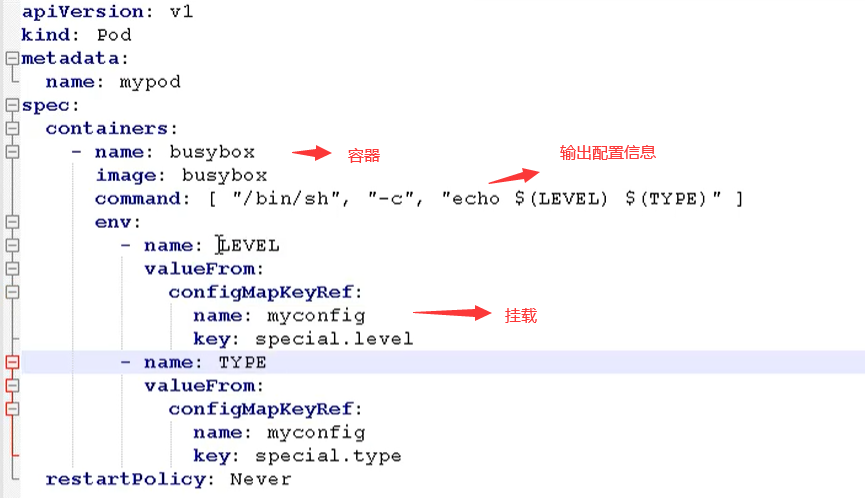 apiVersion: v1
kind: Pod
metadata:
  name: mypod
spec:
  containers:
    - name: busybox 容器
      image: busybox 输出配置信息
      command: [ "/bin/sh", "-c", "echo $(LEVEL) $(TYPE)" ]
      env:
        - name: LEVEL
          valueFrom:
            configMapKeyRef:
              name: myconfig 挂载
              key: special.level
        - name: TYPE
          valueFrom:
            configMapKeyRef:
              name: myconfig
              key: special.type
  restartPolicy: Never